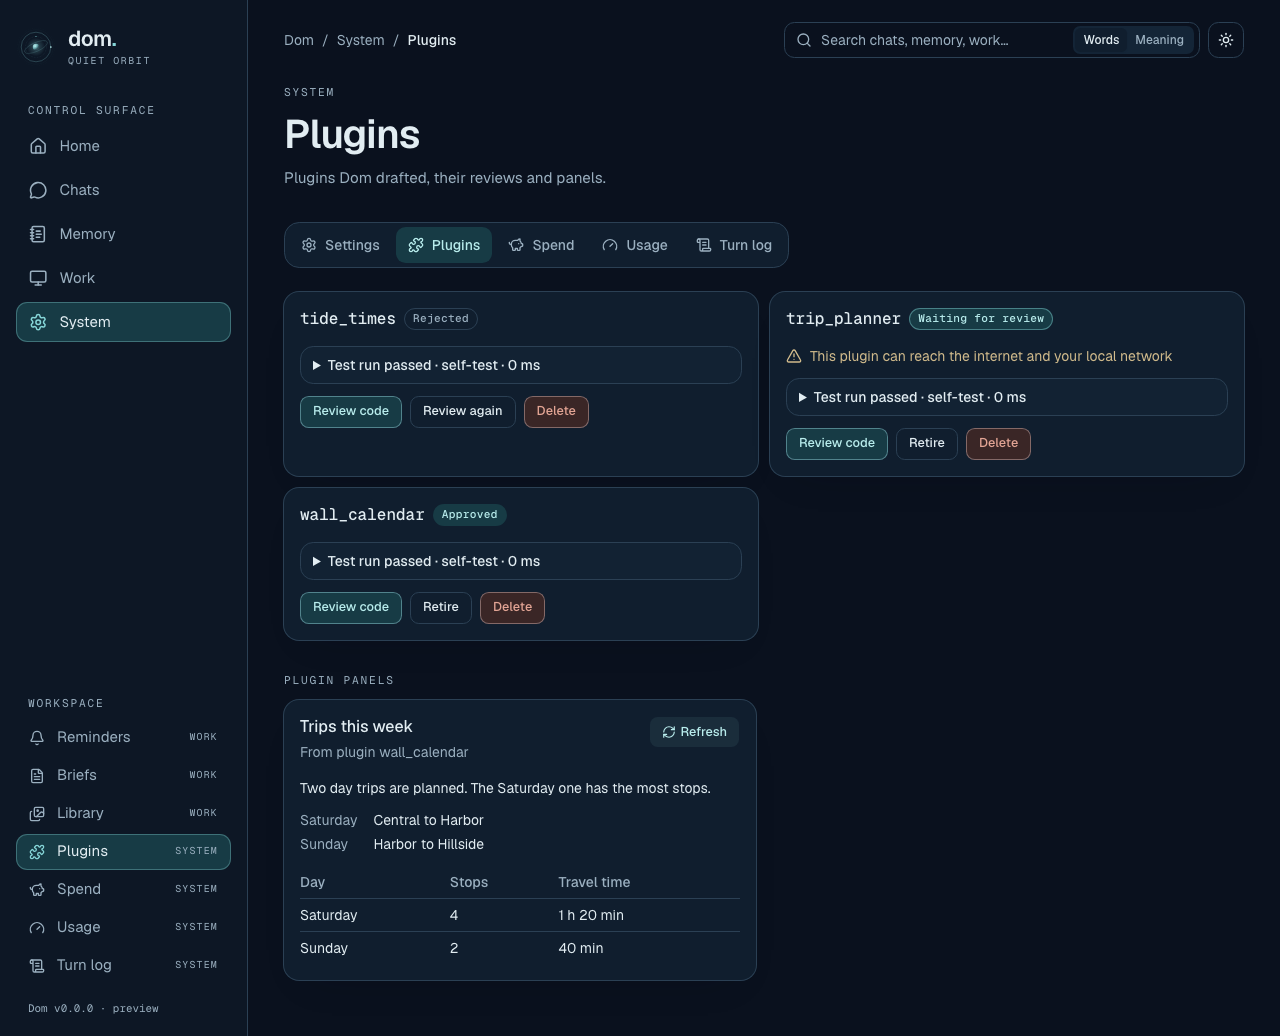 dom.
QUIET ORBIT
CONTROL SURFACE
Home
Chats
Memory
Work
System
WORKSPACE
Reminders WORK
Briefs WORK
Library WORK
Plugins SYSTEM
Spend SYSTEM
Usage SYSTEM
Turn log SYSTEM
Dom v0.0.0 · preview
Dom / System / Plugins
Search chats, memory, work… Words Meaning
SYSTEM
Plugins
Plugins Dom drafted, their reviews and panels.
Settings Plugins Spend Usage Turn log
tide_times Rejected
Test run passed · self-test · 0 ms
Review code Review again Delete
trip_planner Waiting for review
This plugin can reach the internet and your local network
Test run passed · self-test · 0 ms
Review code Retire Delete
wall_calendar Approved
Test run passed · self-test · 0 ms
Review code Retire Delete
PLUGIN PANELS
Trips this week
Refresh
From plugin wall_calendar
Two day trips are planned. The Saturday one has the most stops.
Saturday Central to Harbor
Sunday Harbor to Hillside
Day Stops Travel time
Saturday 4 1 h 20 min
Sunday 2 40 min